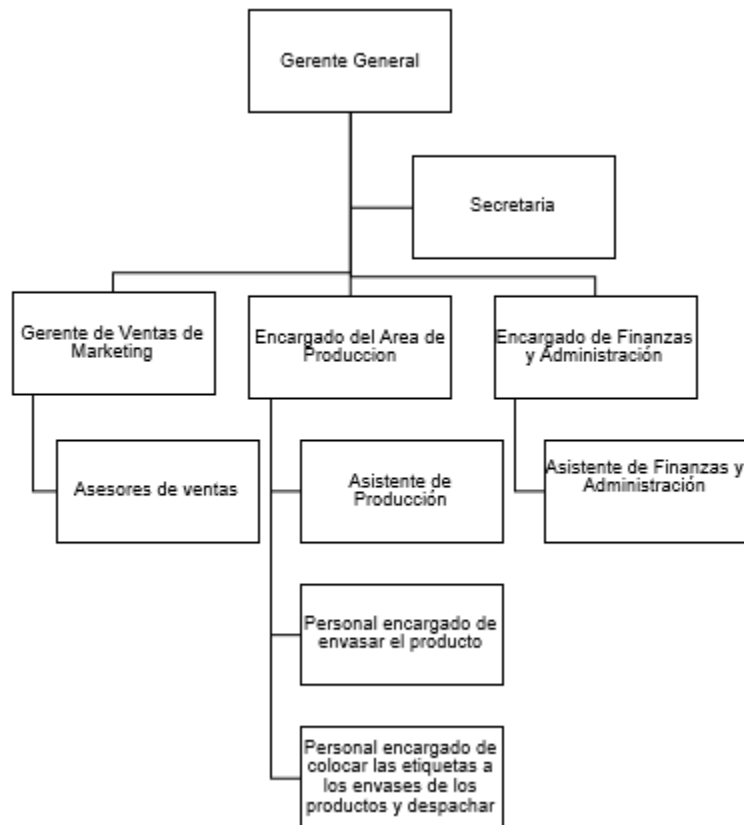 Gerente General
Secretaria
Gerente de Ventas de
Marketing
Encargado del Area de
Produccion
Encargado de Finanzas
y Administración
Asesores de ventas
Asistente de
Producción
Asistente de Finanzas y
Administración
Personal encargado de
envasar el producto
Personal encargado de
colocar las etiquetas a
los envases de los
productos y despachar